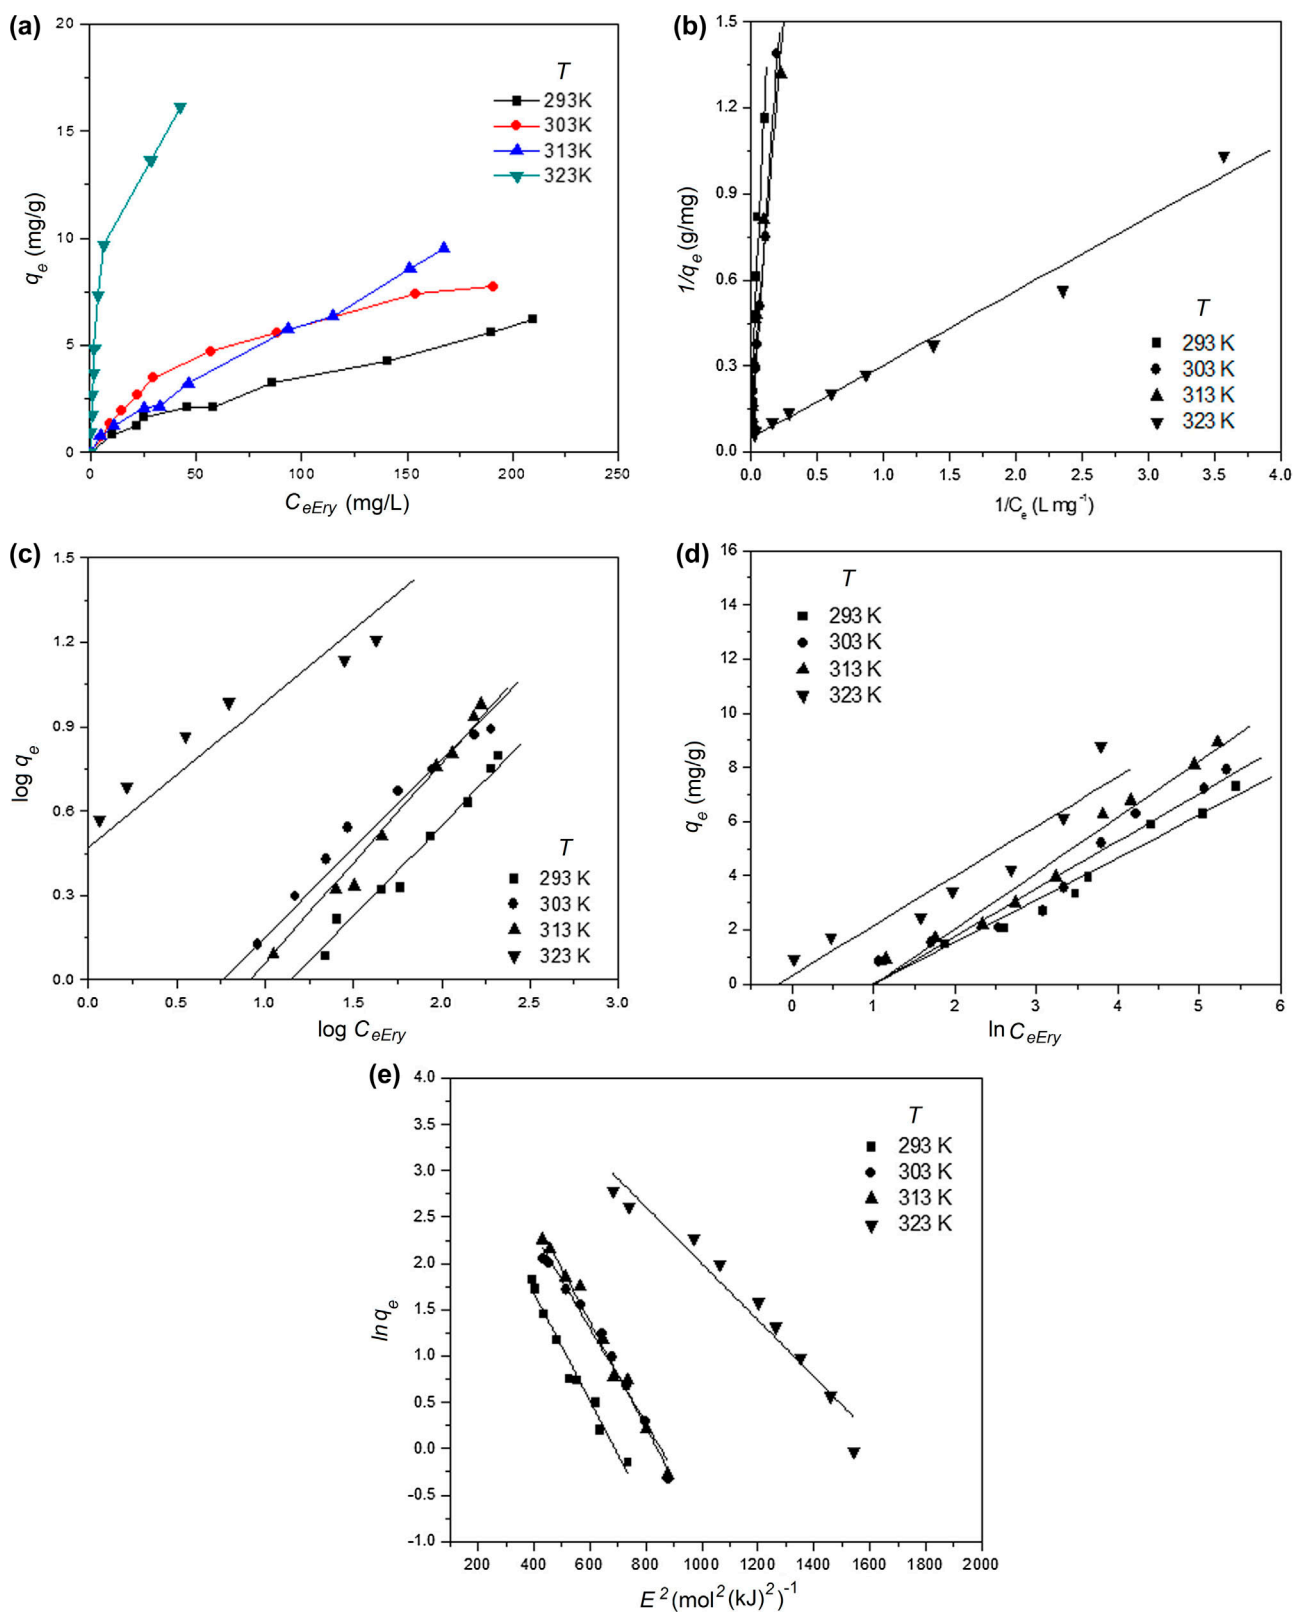 (a)
20
15
10
5
0
qe (mg/g)
0 50 100 150 200 250
CeEry (mg/L)
T
293K
303K
313K
323K
(b)
1.5
1.2
0.9
0.6
0.3
0.0
1/qe (g/mg)
0.0 0.5 1.0 1.5 2.0 2.5 3.0 3.5 4.0
1/Ce (L mg-1)
T
293 K
303 K
313 K
323 K
(c)
1.5
1.2
0.9
0.6
0.3
0.0
log qe
0.0 0.5 1.0 1.5 2.0 2.5 3.0
log CeEry
T
293 K
303 K
313 K
323 K
(d)
16
14
12
10
8
6
4
2
0
qe (mg/g)
0 1 2 3 4 5 6
ln CeEry
T
293 K
303 K
313 K
323 K
(e)
4.0
3.5
3.0
2.5
2.0
1.5
1.0
0.5
0.0
-0.5
-1.0
ln qe
200 400 600 800 1000 1200 1400 1600 1800 2000
E2 (mol2 (kJ)2)-1
T
293 K
303 K
313 K
323 K